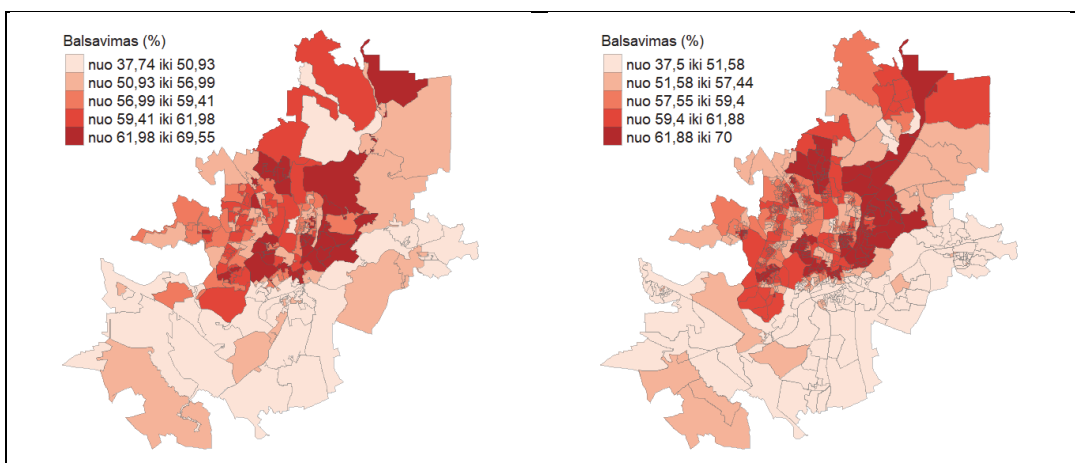 Balsavimas (%)
nuo 37,74 iki 50,93
nuo 50,93 iki 56,99
nuo 56,99 iki 59,41
nuo 59,41 iki 61,98
nuo 61,98 iki 69,55
Balsavimas (%)
nuo 37,5 iki 51,58
nuo 51,58 iki 57,44
nuo 57,55 iki 59,4
nuo 59,4 iki 61,88
nuo 61,88 iki 70